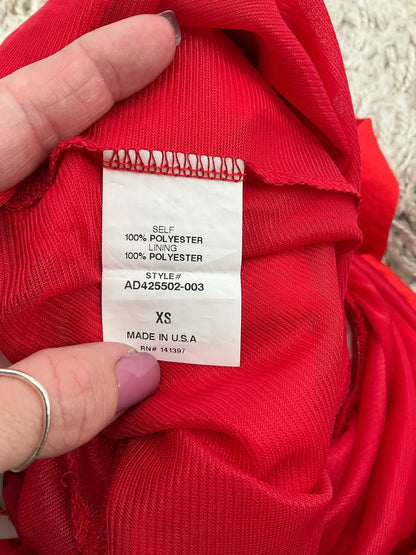 SELF
100% POLYESTER
LINING
100% POLYESTER
STYLE#
AD425502-003
XS
MADE IN U.S.A
RN# 141397